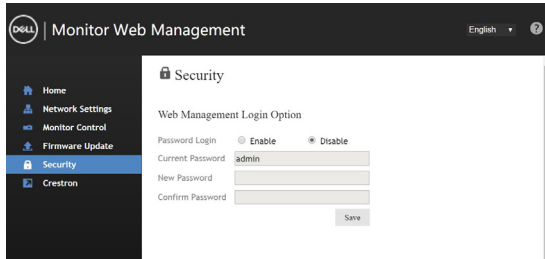 DELL | Monitor Web Management
English
?
Home
Network Settings
Monitor Control
Firmware Update
Security
Crestron
Security
Web Management Login Option
Password Login Enable Disable
Current Password admin
New Password
Confirm Password
Save